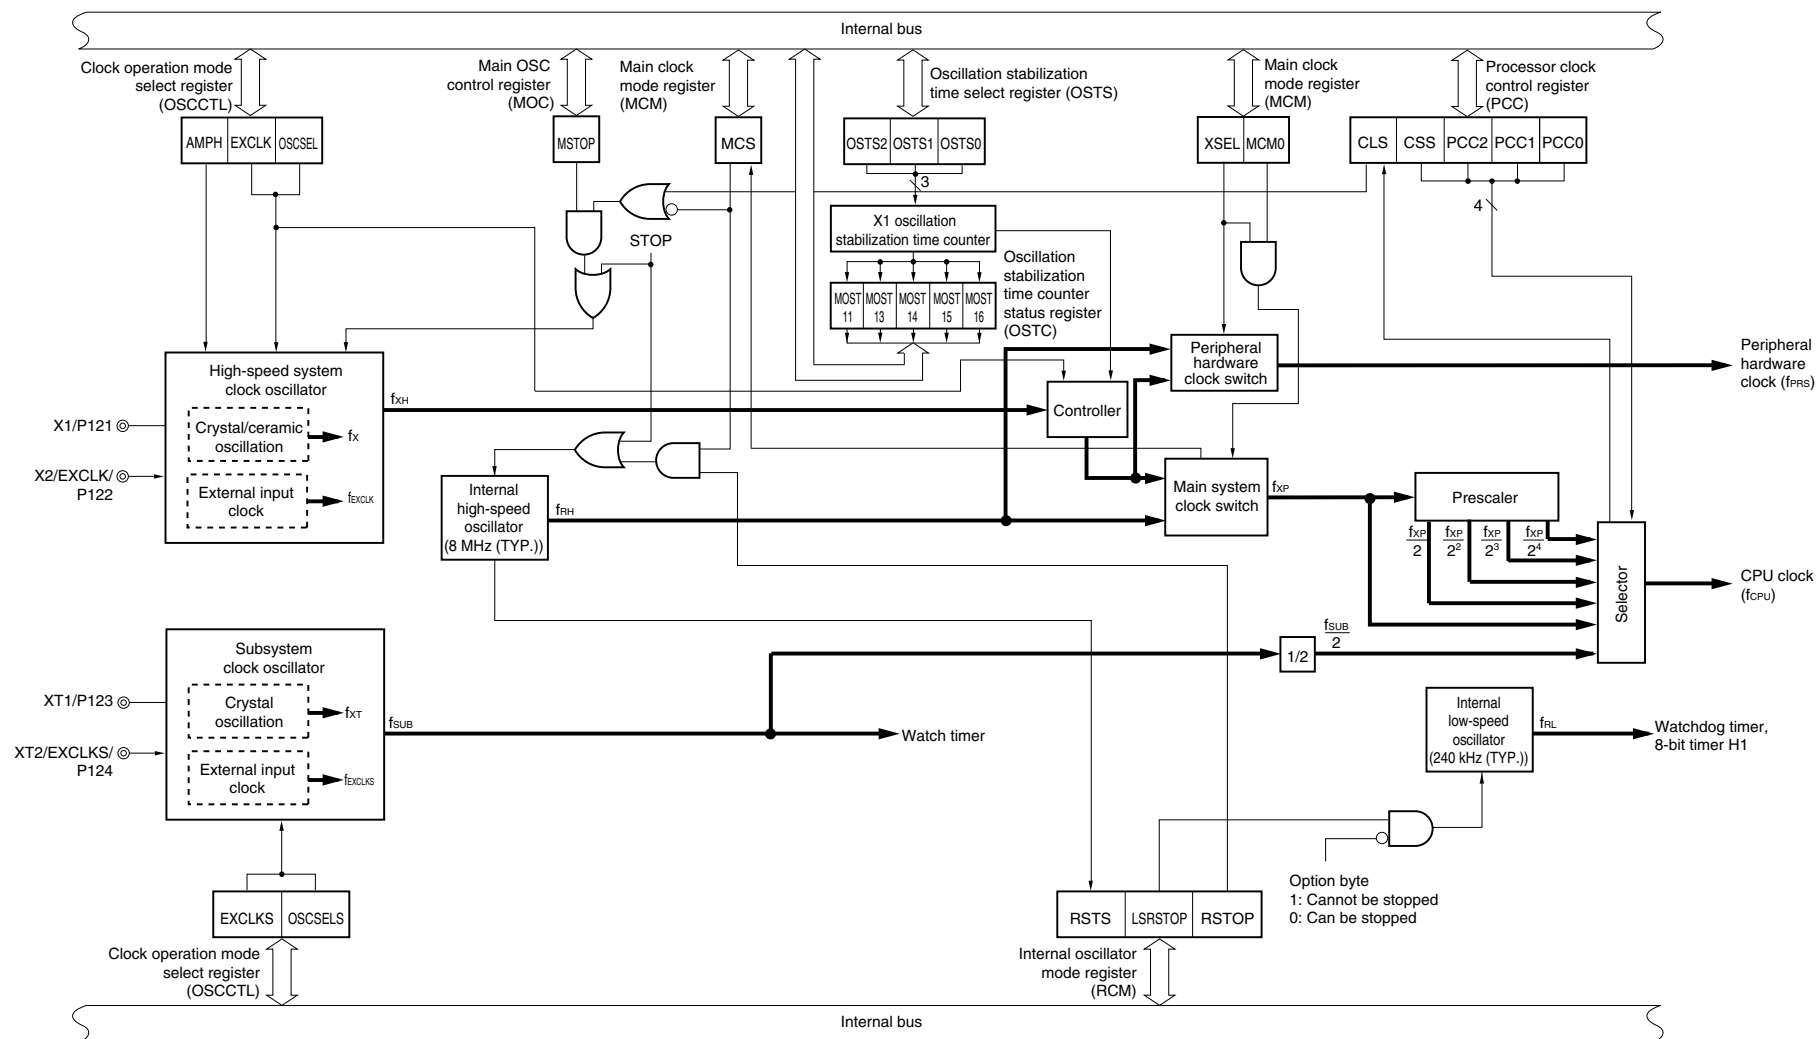 Internal bus
Clock operation mode
select register
(OSCCTL)
Main OSC
control register
(MOC)
Main clock
mode register
(MCM)
Oscillation stabilization
time select register (OSTS)
Main clock
mode register
(MCM)
Processor clock
control register
(PCC)
AMPH EXCLK OSCSEL
MSTOP
MCS
OSTS2 OSTS1 OSTS0
XSEL MCM0
CLS CSS PCC2 PCC1 PCC0
3
4
STOP
X1 oscillation
stabilization time counter
Oscillation
stabilization
time counter
status register
(OSTC)
MOST MOST MOST MOST MOST
11 13 14 15 16
High-speed system
clock oscillator
Crystal/ceramic
oscillation
fX
External input
clock
fEXCLK
X1/P121
X2/EXCLK/
P122
fXH
Controller
Peripheral
hardware
clock switch
Peripheral
hardware
clock (fPRS)
Internal
high-speed
oscillator
(8 MHz (TYP.))
fRH
Main system
clock switch
fXP
Prescaler
fXP fXP fXP fXP
2 2² 2³ 2⁴
Selector
CPU clock
(fCPU)
Subsystem
clock oscillator
Crystal
oscillation
fXT
External input
clock
fEXCLKS
XT1/P123
XT2/EXCLKS/
P124
fSUB
Watch timer
1/2
fSUB
2
Internal
low-speed
oscillator
(240 kHz (TYP.))
fRL
Watchdog timer,
8-bit timer H1
Option byte
1: Cannot be stopped
0: Can be stopped
EXCLKS OSCSELS
Clock operation mode
select register
(OSCCTL)
RSTS LSRSTOP RSTOP
Internal oscillator
mode register
(RCM)
Internal bus